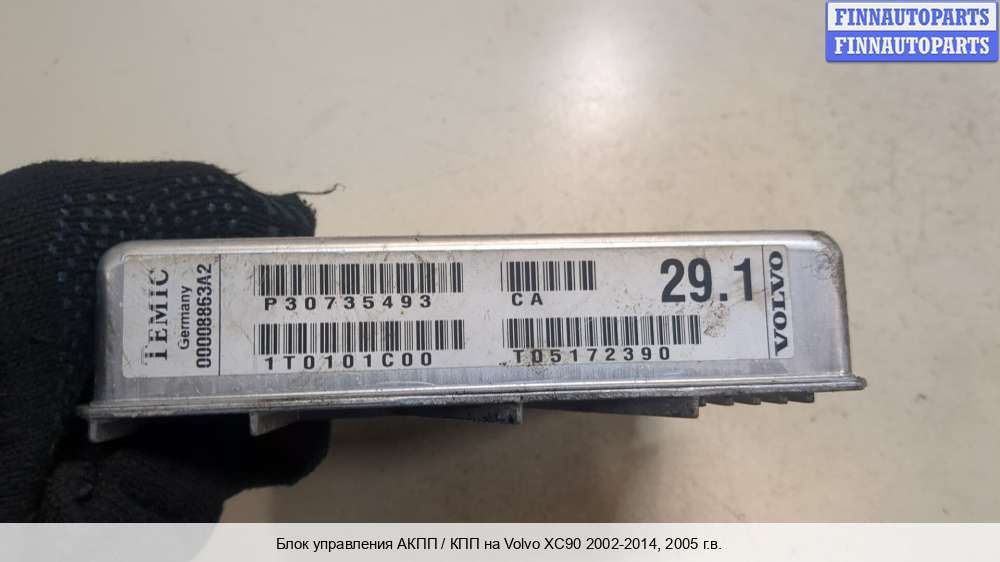 FINNAUTOPARTS
FINNAUTOPARTS
TEMIC
Germany
00008863A2
P30735493
1T0101C00
CA
T05172390
29.1
VOLVO
Блок управления АКПП / КПП на Volvo XC90 2002-2014, 2005 г.в.